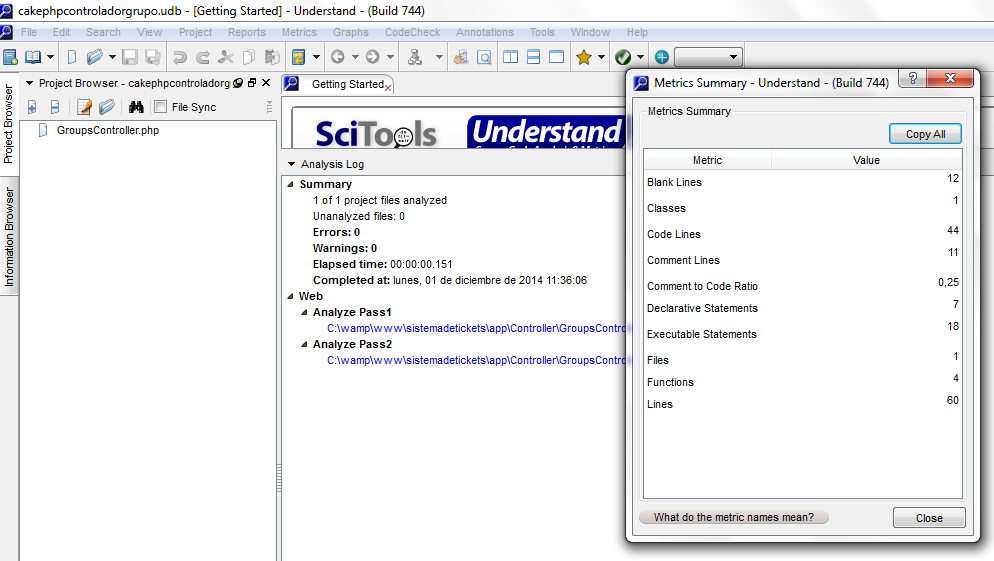 cakephpcontroladorgrupo.udb - [Getting Started] - Understand - (Build 744)
File Edit Search View Project Reports Metrics Graphs CodeCheck Annotations Tools Window Help
Project Browser
Information Browser
Project Browser - cakephpcontroladorg
File Sync
GroupsController.php
Getting Started
SciTools
Understand
Analysis Log
Summary
1 of 1 project files analyzed
Unanalyzed files: 0
Errors: 0
Warnings: 0
Elapsed time: 00:00:00.151
Completed at: lunes, 01 de diciembre de 2014 11:36:06
Web
Analyze Pass1
C:\wamp\www\sistemadetickets\app\Controller\GroupsContro
Analyze Pass2
C:\wamp\www\sistemadetickets\app\Controller\GroupsContro
Metrics Summary - Understand - (Build 744)
Metrics Summary
Copy All
Metric Value
Blank Lines 12
Classes 1
Code Lines 44
Comment Lines 11
Comment to Code Ratio 0,25
Declarative Statements 7
Executable Statements 18
Files 1
Functions 4
Lines 60
What do the metric names mean?
Close